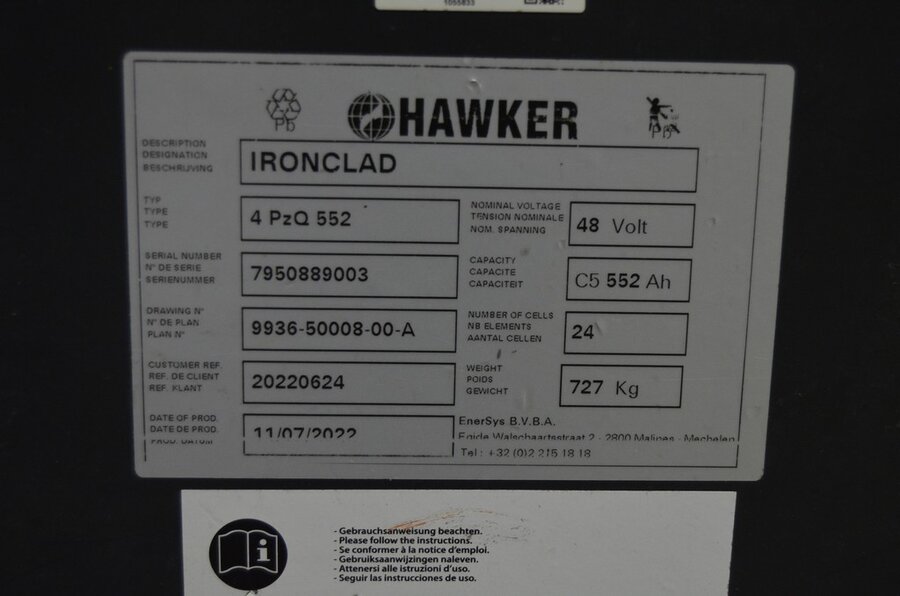 1055833
Pb
HAWKER
Pb
DESCRIPTION
DESIGNATION
BESCHRIJVING
IRONCLAD
TYP
TYPE
TYPE
4 PzQ 552
NOMINAL VOLTAGE
TENSION NOMINALE
NOM. SPANNING
48 Volt
SERIAL NUMBER
N° DE SERIE
SERIENUMMER
7950889003
CAPACITY
CAPACITE
CAPACITEIT
C5 552 Ah
DRAWING N°
N° DE PLAN
PLAN N°
9936-50008-00-A
NUMBER OF CELLS
NB ELEMENTS
AANTAL CELLEN
24
CUSTOMER REF.
REF. DE CLIENT
REF. KLANT
20220624
WEIGHT
POIDS
GEWICHT
727 Kg
DATE OF PROD.
DATE DE PROD.
PROD. DATUM
11/07/2022
EnerSys B.V.B.A.
Egide Walschaertsstraat 2 - 2800 Malines - Mechelen
Tel : +32 (0)2 215 18 18
- Gebrauchsanweisung beachten.
- Please follow the instructions.
- Se conformer à la notice d'emploi.
- Gebruiksaanwijzingen naleven.
- Attenersi alle istruzioni d'uso.
- Seguir las instrucciones de uso.